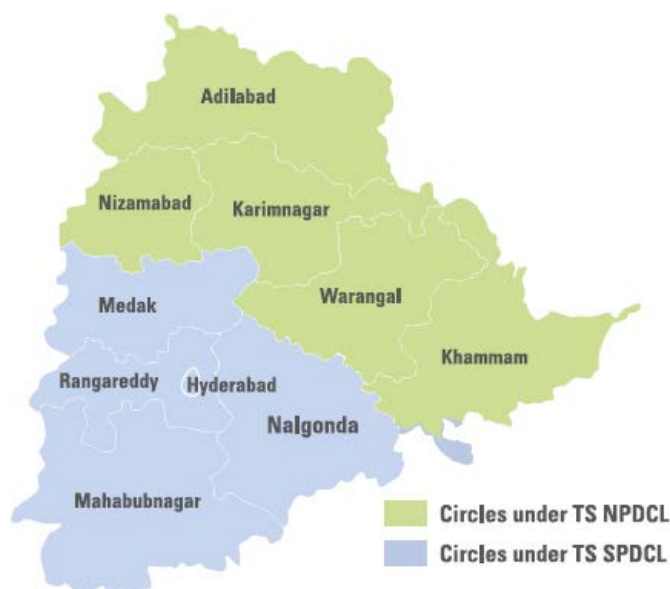 Adilabad
Nizamabad
Karimnagar
Medak
Warangal
Khammam
Rangareddy
Hyderabad
Nalgonda
Mahabubnagar
Circles under TS NPDCL
Circles under TS SPDCL